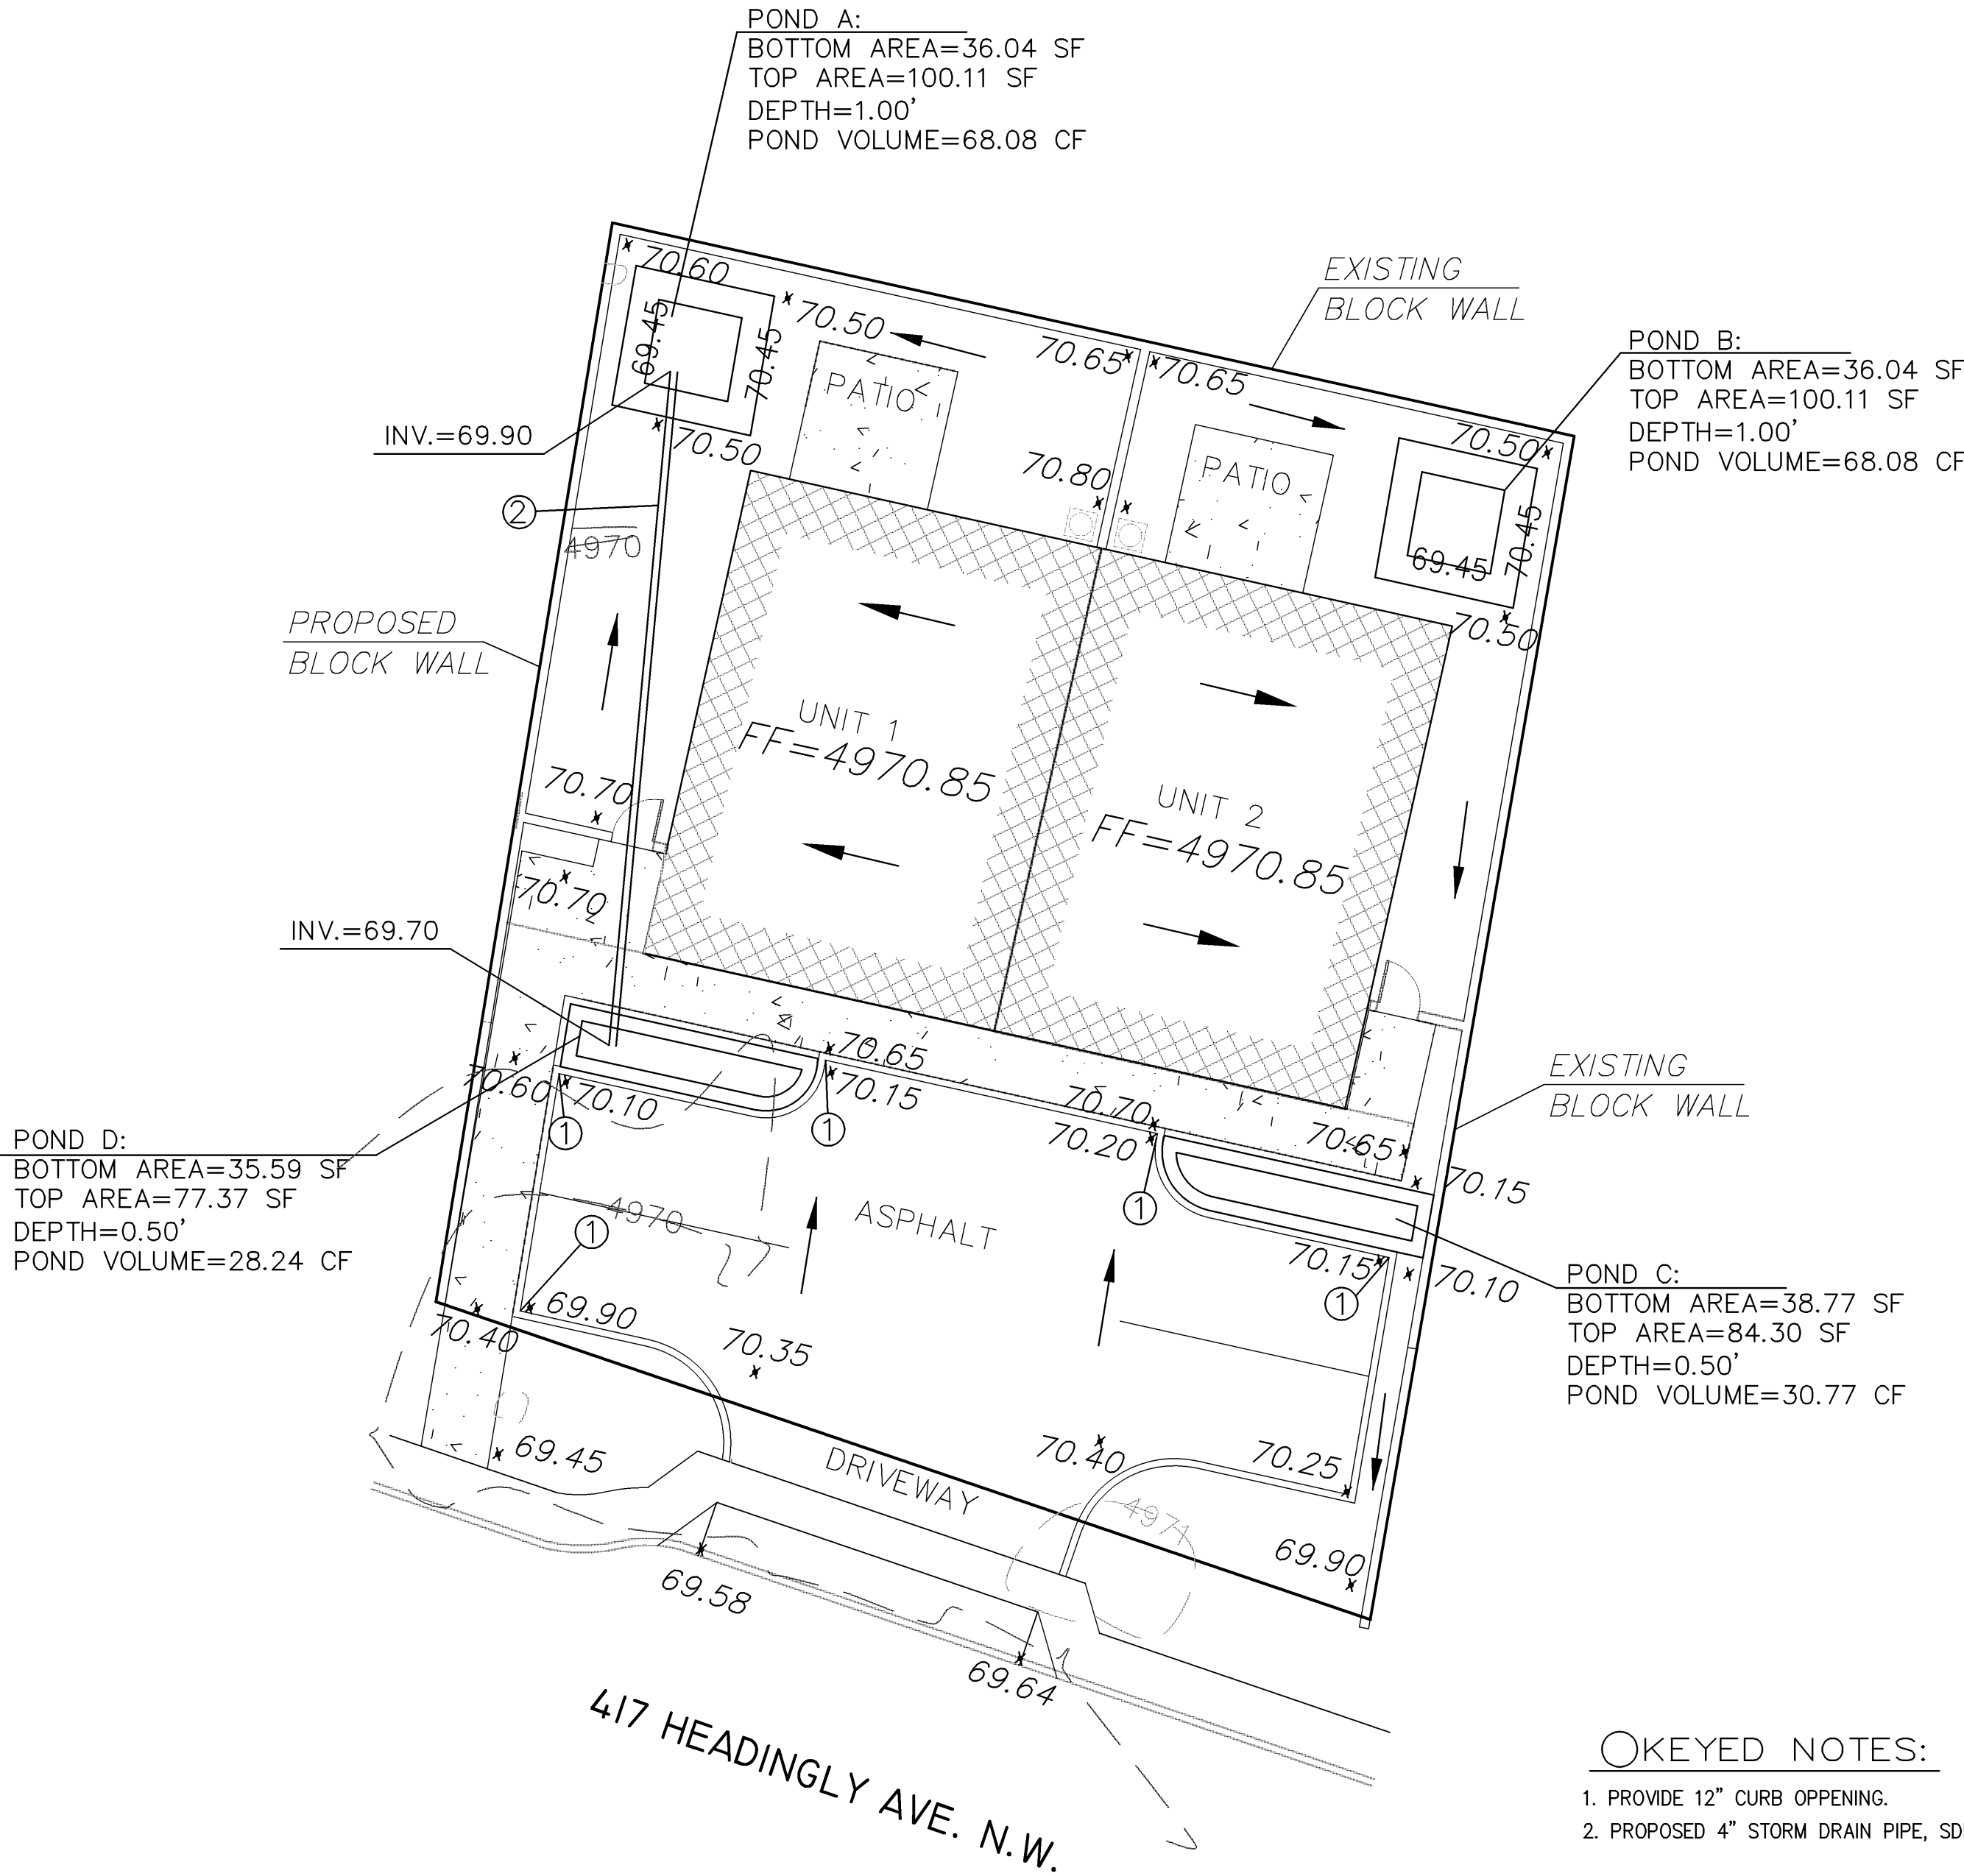 POND A:
BOTTOM AREA=36.04 SF
TOP AREA=100.11 SF
DEPTH=1.00'
POND VOLUME=68.08 CF
EXISTING
BLOCK WALL
POND B:
BOTTOM AREA=36.04 SF
TOP AREA=100.11 SF
DEPTH=1.00'
POND VOLUME=68.08 CF
70.60
69.45
70.45
70.50
70.50
70.65
70.65
70.50
PATIO
PATIO
70.80
69.45
70.45
70.50
INV.=69.90
2
4970
PROPOSED
BLOCK WALL
UNIT 1
FF=4970.85
UNIT 2
FF=4970.85
70.70
70.70
INV.=69.70
70.65
70.60
70.10
70.15
1
1
70.70
70.20
70.65
70.15
1
EXISTING
BLOCK WALL
POND D:
BOTTOM AREA=35.59 SF
TOP AREA=77.37 SF
DEPTH=0.50'
POND VOLUME=28.24 CF
4970
1
ASPHALT
70.15
70.10
1
POND C:
BOTTOM AREA=38.77 SF
TOP AREA=84.30 SF
DEPTH=0.50'
POND VOLUME=30.77 CF
69.90
70.40
70.35
69.45
DRIVEWAY
70.40
70.25
4971
69.90
69.58
69.64
417 HEADINGLY AVE. N.W.
KEYED NOTES:
1. PROVIDE 12" CURB OPPENING.
2. PROPOSED 4" STORM DRAIN PIPE, SD